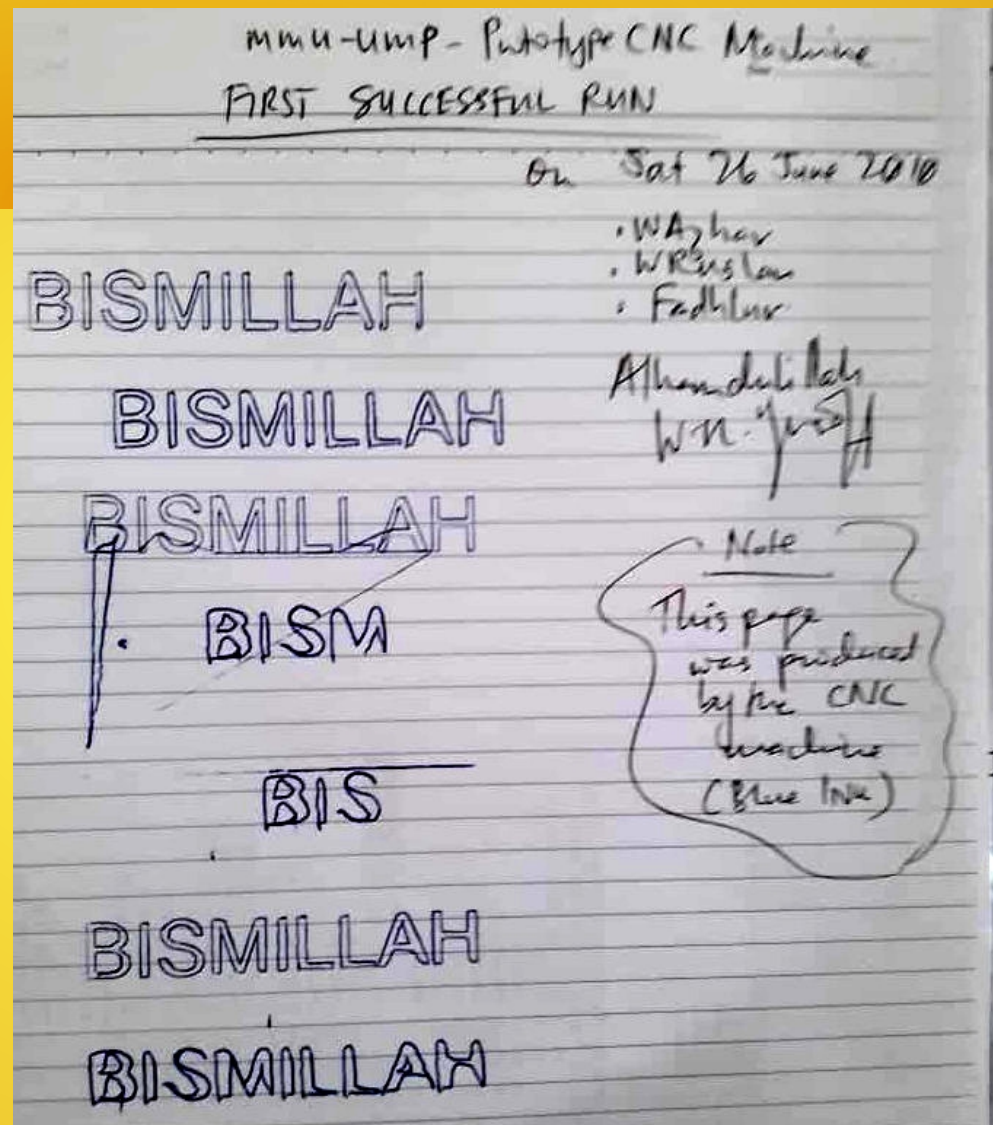 mmu-ump- Prototype CNC Machine
FIRST SUCCESSFUL RUN
On Sat 26 June 2010
• WAzhar
• WRuslan
• Fadhlur
Alhamdulillah
BISMILLAH
BISMILLAH
BISMILLAH
BISM
BIS
BISMILLAH
BISMILLAH
Note
This page
was produced
by the CNC
machine
(Blue INK)